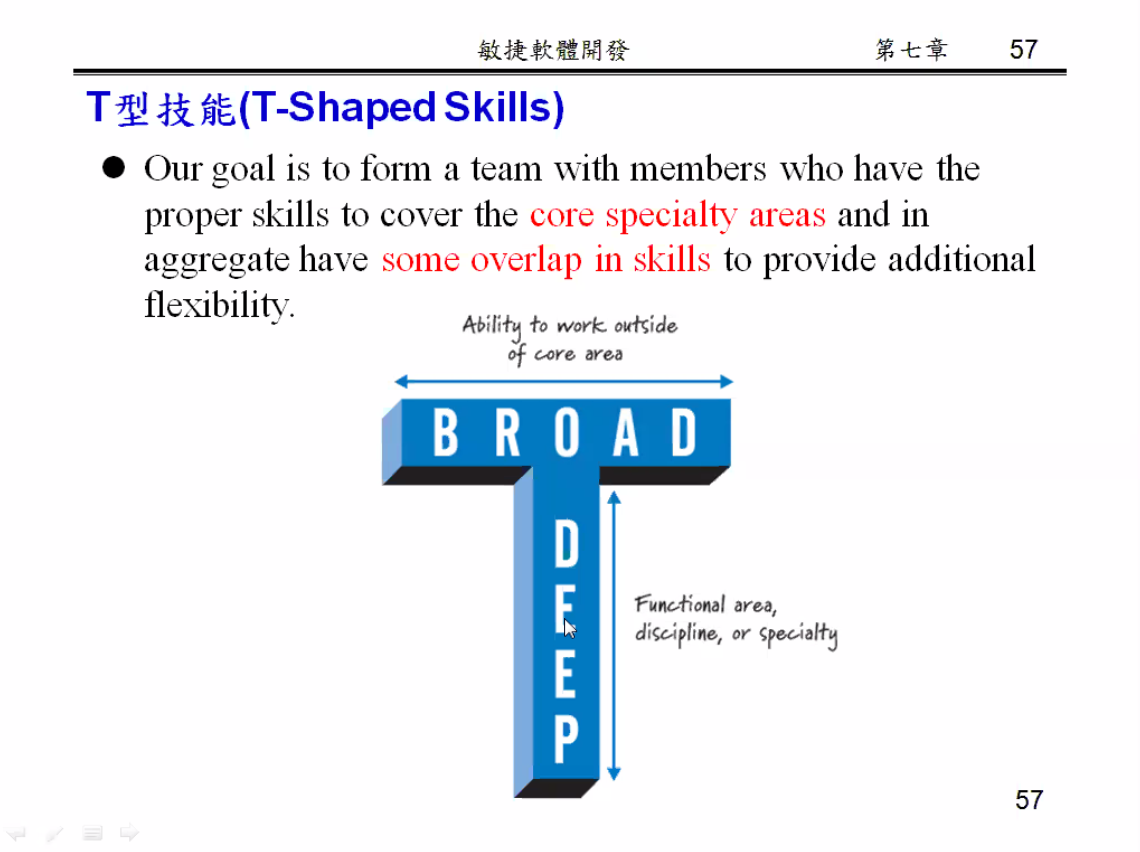 敏捷軟體開發 第七章 57
T型技能(T-Shaped Skills)
● Our goal is to form a team with members who have the
proper skills to cover the core specialty areas and in
aggregate have some overlap in skills to provide additional
flexibility.
Ability to work outside
of core area
BROAD
DEEP
Functional area,
discipline, or specialty
57